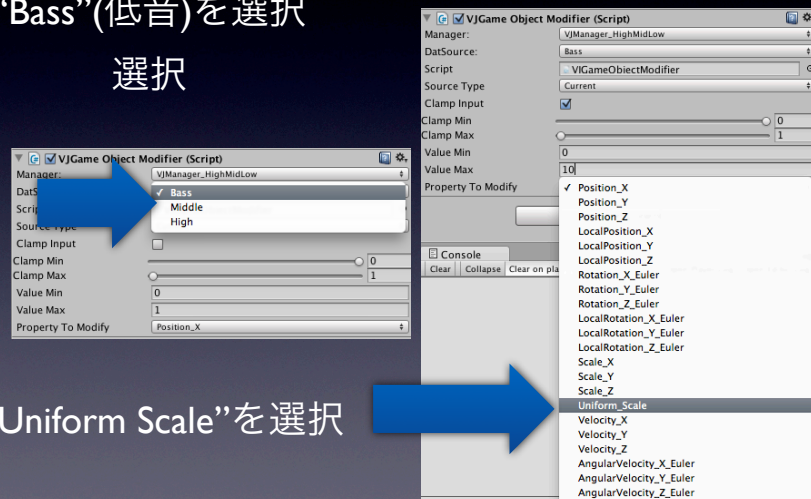 “Bass”(低音)を選択
選択
VJGame Object Modifier (Script)
Manager: VJManager_HighMidLow
Bass
Middle
High
Source Type
Clamp Input
Clamp Min 0
Clamp Max 1
Value Min 0
Value Max 1
Property To Modify Position_X
Uniform Scale”を選択
VJGame Object Modifier (Script)
Manager: VJManager_HighMidLow
DatSource: Bass
Script VJGameObjectModifier
Source Type Current
Clamp Input
Clamp Min 0
Clamp Max 1
Value Min 0
Value Max 10
Property To Modify
Position_X
Position_Y
Position_Z
LocalPosition_X
LocalPosition_Y
LocalPosition_Z
Rotation_X_Euler
Rotation_Y_Euler
Rotation_Z_Euler
LocalRotation_X_Euler
LocalRotation_Y_Euler
LocalRotation_Z_Euler
Scale_X
Scale_Y
Scale_Z
Uniform_Scale
Velocity_X
Velocity_Y
Velocity_Z
AngularVelocity_X_Euler
AngularVelocity_Y_Euler
AngularVelocity_Z_Euler
Console
Clear Collapse Clear on pla